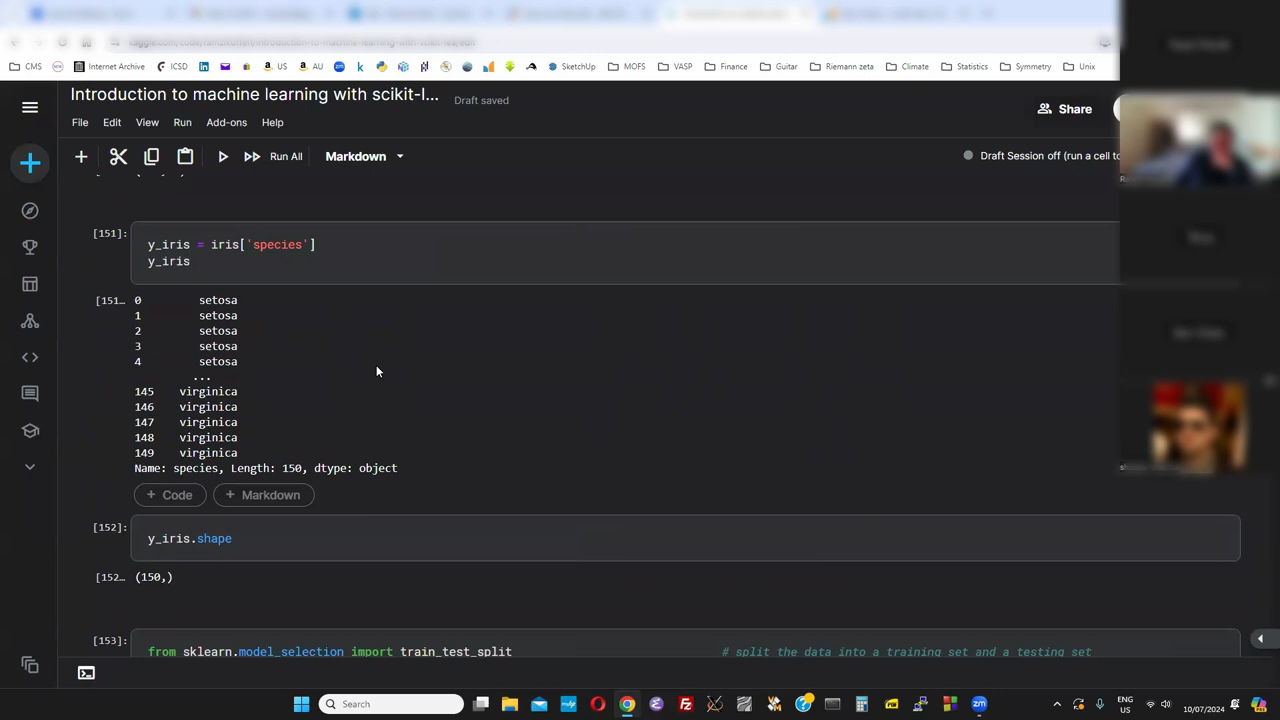 CMS
Internet Archive
ICSD
US
AU
SketchUp
MOFS
VASP
Finance
Guitar
Riemann zeta
Climate
Statistics
Symmetry
Unix
Introduction to machine learning with scikit-l...
Draft saved
Share
File Edit View Run Add-ons Help
Run All
Markdown
Draft Session off (run a cell to
[151]:
y_iris = iris['species']
y_iris
[151...
0 setosa
1 setosa
2 setosa
3 setosa
4 setosa
...
145 virginica
146 virginica
147 virginica
148 virginica
149 virginica
Name: species, Length: 150, dtype: object
+ Code
+ Markdown
[152]:
y_iris.shape
[152...
(150,)
[153]:
from sklearn.model_selection import train_test_split # split the data into a training set and a testing set
Search
ENG
US
10/07/2024